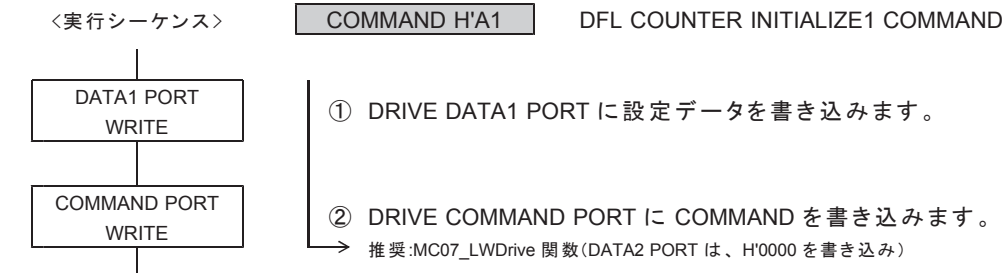 <実行シーケンス>
COMMAND H'A1
DFL COUNTER INITIALIZE1 COMMAND
DATA1 PORT
WRITE
① DRIVE DATA1 PORT に設定データを書き込みます。
COMMAND PORT
WRITE
② DRIVE COMMAND PORT に COMMAND を書き込みます。
推奨:MC07_LWDrive 関数(DATA2 PORT は、H'0000 を書き込み)